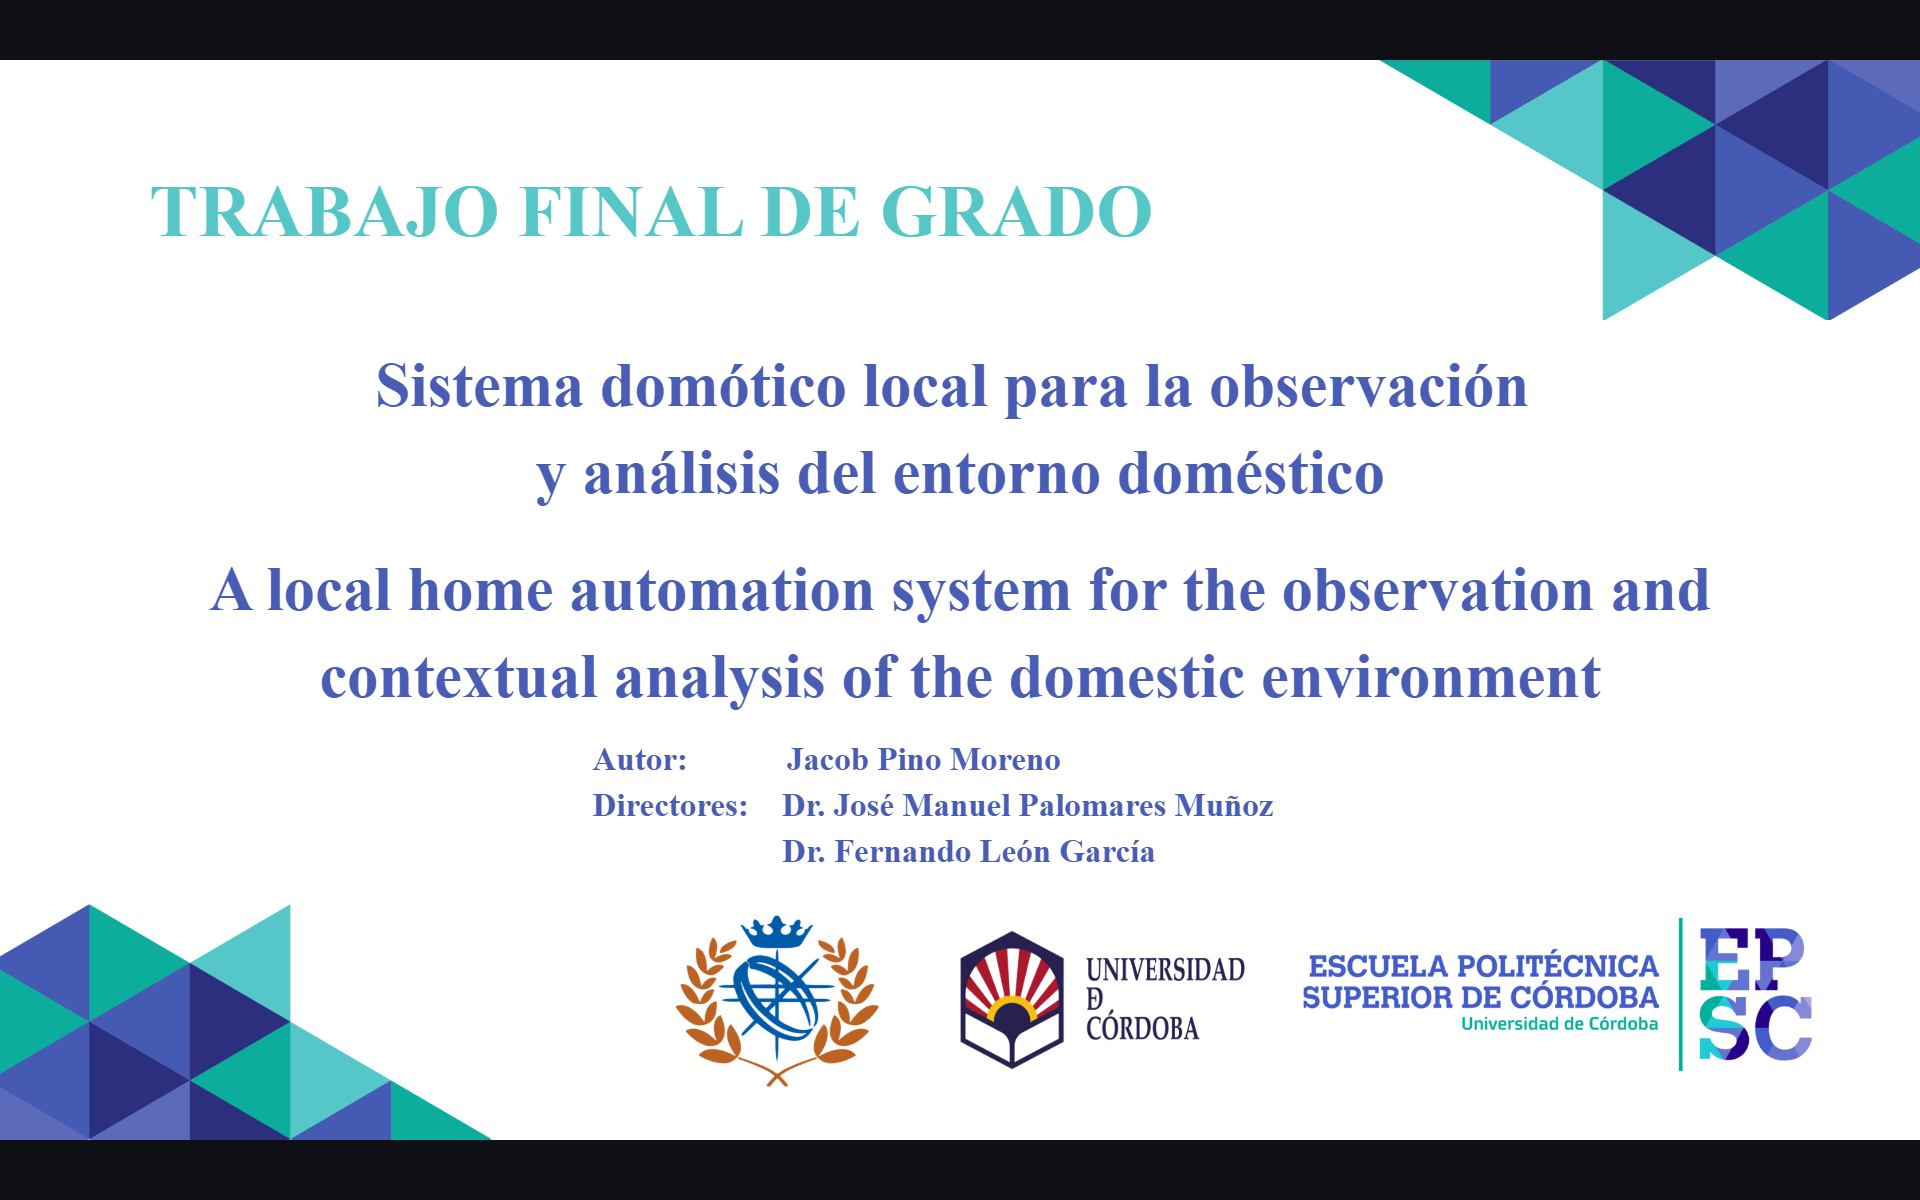 TRABAJO FINAL DE GRADO
Sistema domótico local para la observación
y análisis del entorno doméstico
A local home automation system for the observation and
contextual analysis of the domestic environment
Autor: Jacob Pino Moreno
Directores: Dr. José Manuel Palomares Muñoz
Dr. Fernando León García
UNIVERSIDAD
DE
CÓRDOBA
ESCUELA POLITÉCNICA
SUPERIOR DE CÓRDOBA
Universidad de Córdoba
EP
SC